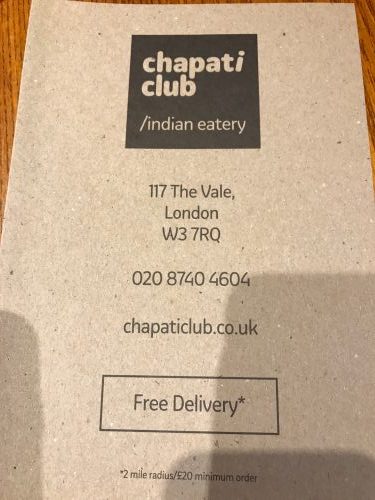 chapati
club
/indian eatery
117 The Vale,
London
W3 7RQ
020 8740 4604
chapaticlub.co.uk
Free Delivery*
*2 mile radius/£20 minimum order